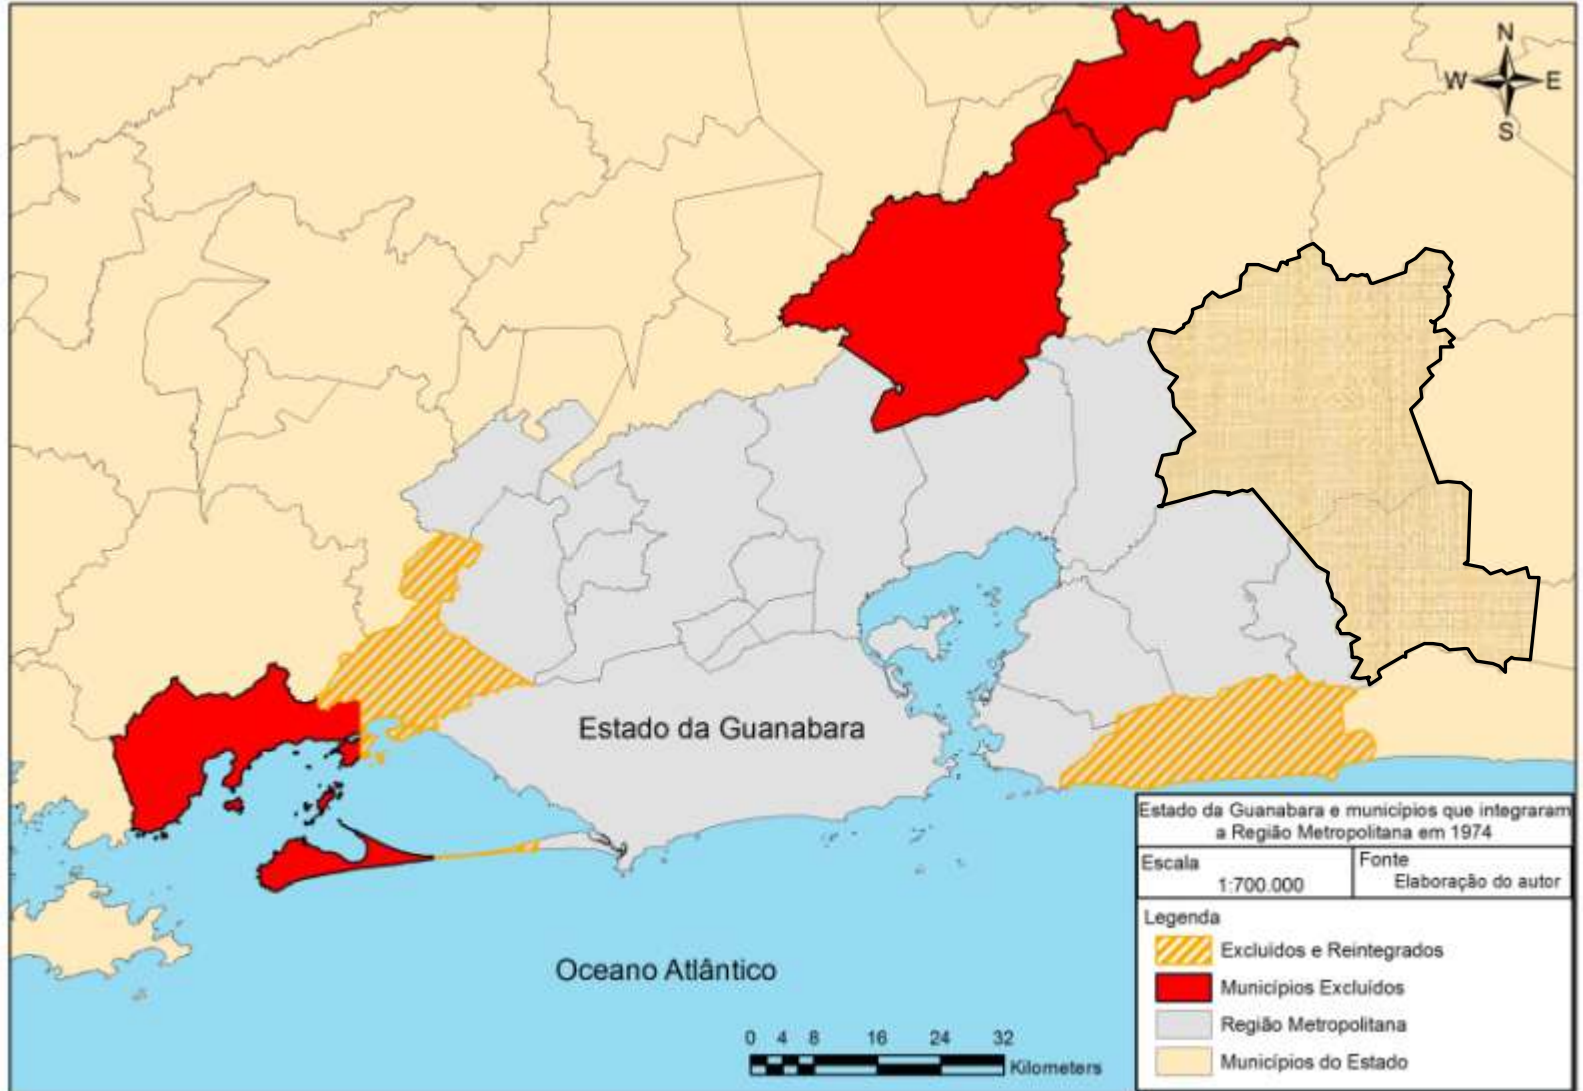 N
W E
S
Estado da Guanabara
Oceano Atlântico
Estado da Guanabara e municípios que integraram
a Região Metropolitana em 1974
Escala
1:700.000
Fonte
Elaboração do autor
Legenda
Excluídos e Reintegrados
Municípios Excluídos
Região Metropolitana
Municípios do Estado
0 4 8 16 24 32
Kilometers